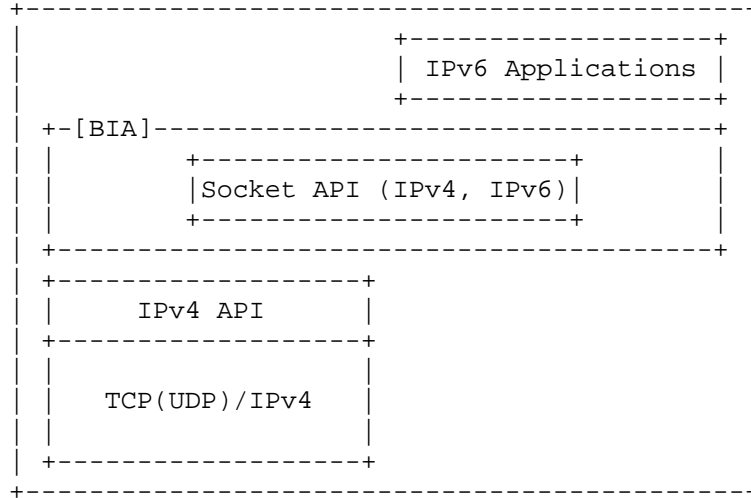 IPv6 Applications
[BIA]
Socket API (IPv4, IPv6)
IPv4 API
TCP(UDP)/IPv4